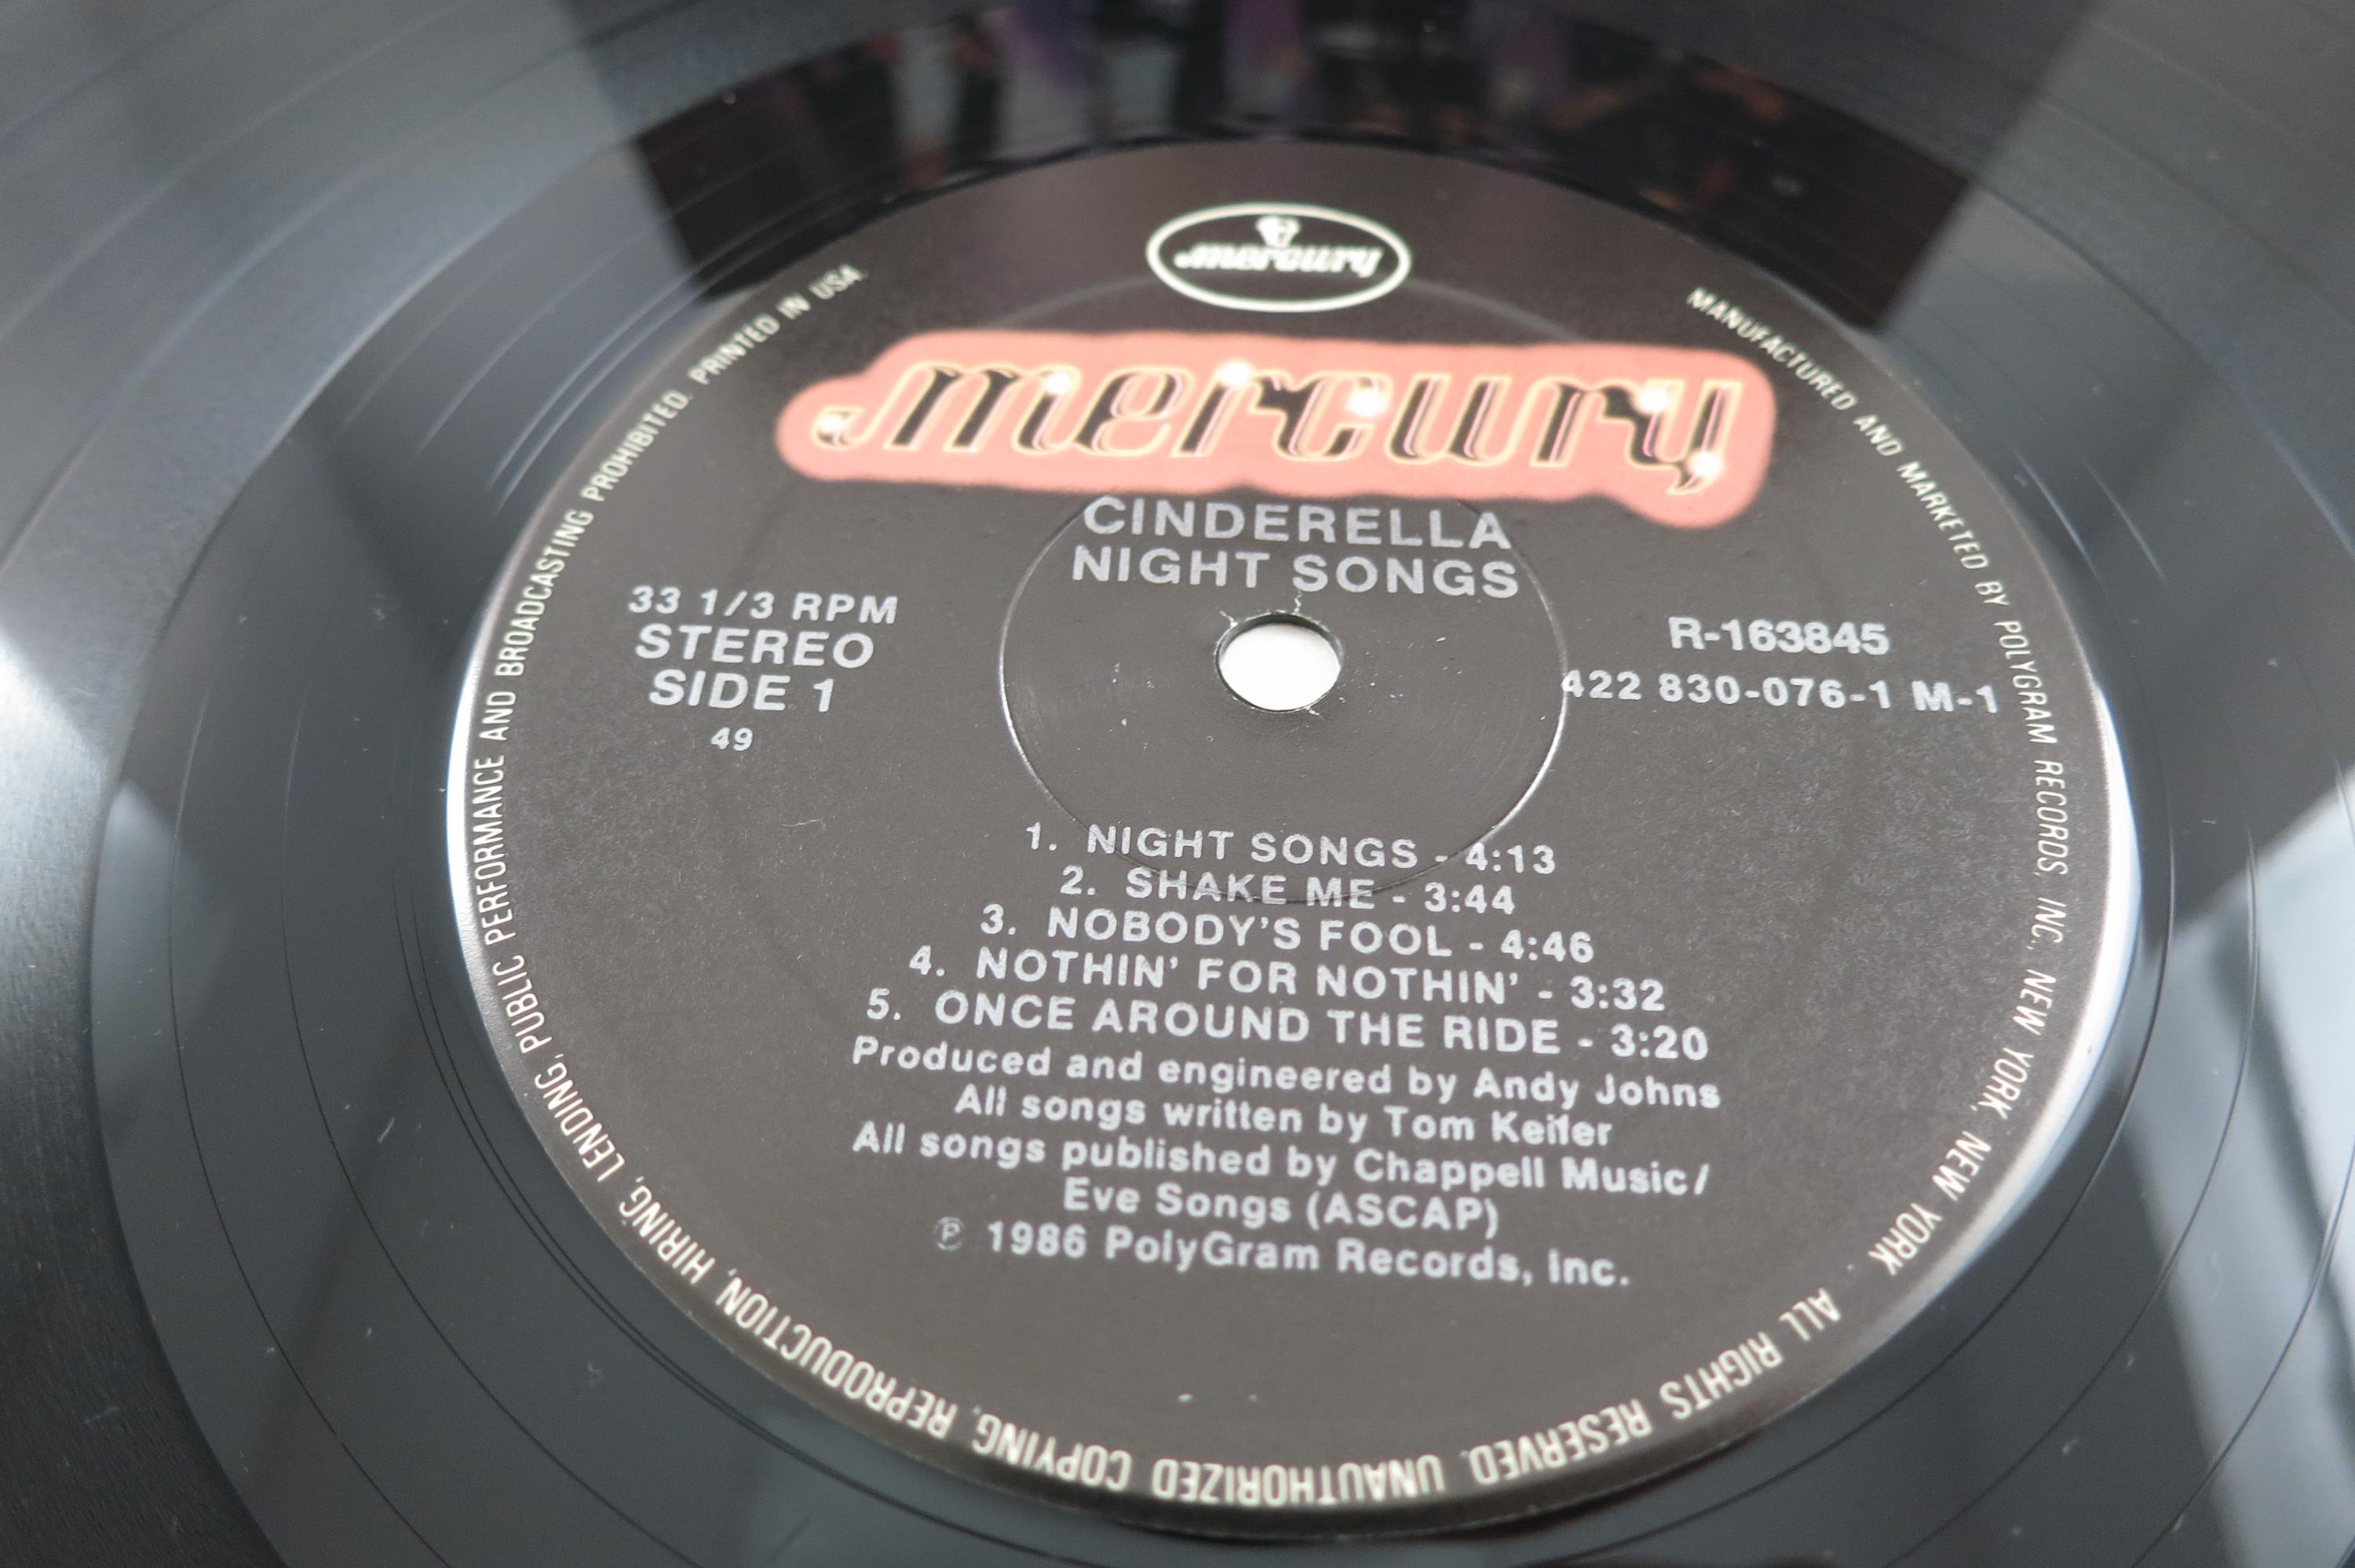 mercury
mercury
CINDERELLA
NIGHT SONGS
33 1/3 RPM
STEREO
SIDE 1
49
R-163845
422 830-076-1 M-1
1. NIGHT SONGS - 4:13
2. SHAKE ME - 3:44
3. NOBODY'S FOOL - 4:46
4. NOTHIN' FOR NOTHIN' - 3:32
5. ONCE AROUND THE RIDE - 3:20
Produced and engineered by Andy Johns
All songs written by Tom Keifer
All songs published by Chappell Music/
Eve Songs (ASCAP)
℗ 1986 PolyGram Records, Inc.
MANUFACTURED AND MARKETED BY POLYGRAM RECORDS, INC., NEW YORK, NEW YORK ALL RIGHTS RESERVED. UNAUTHORIZED COPYING, REPRODUCTION, HIRING, LENDING, PUBLIC PERFORMANCE AND BROADCASTING PROHIBITED. PRINTED IN USA.